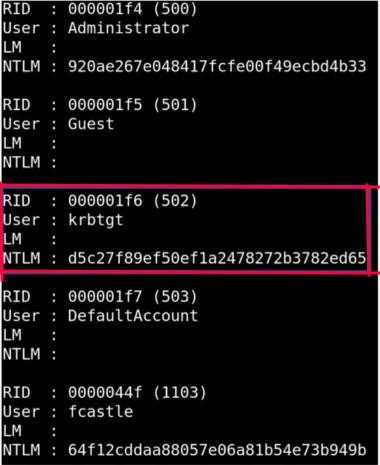 RID  : 000001f4 (500)
User : Administrator
LM   :
NTLM : 920ae267e048417fcfe00f49ecbd4b33
RID  : 000001f5 (501)
User : Guest
LM   :
NTLM :
RID  : 000001f6 (502)
User : krbtgt
LM   :
NTLM : d5c27f89ef50ef1a2478272b3782ed65
RID  : 000001f7 (503)
User : DefaultAccount
LM   :
NTLM :
RID  : 0000044f (1103)
User : fcastle
LM   :
NTLM : 64f12cddaa88057e06a81b54e73b949b